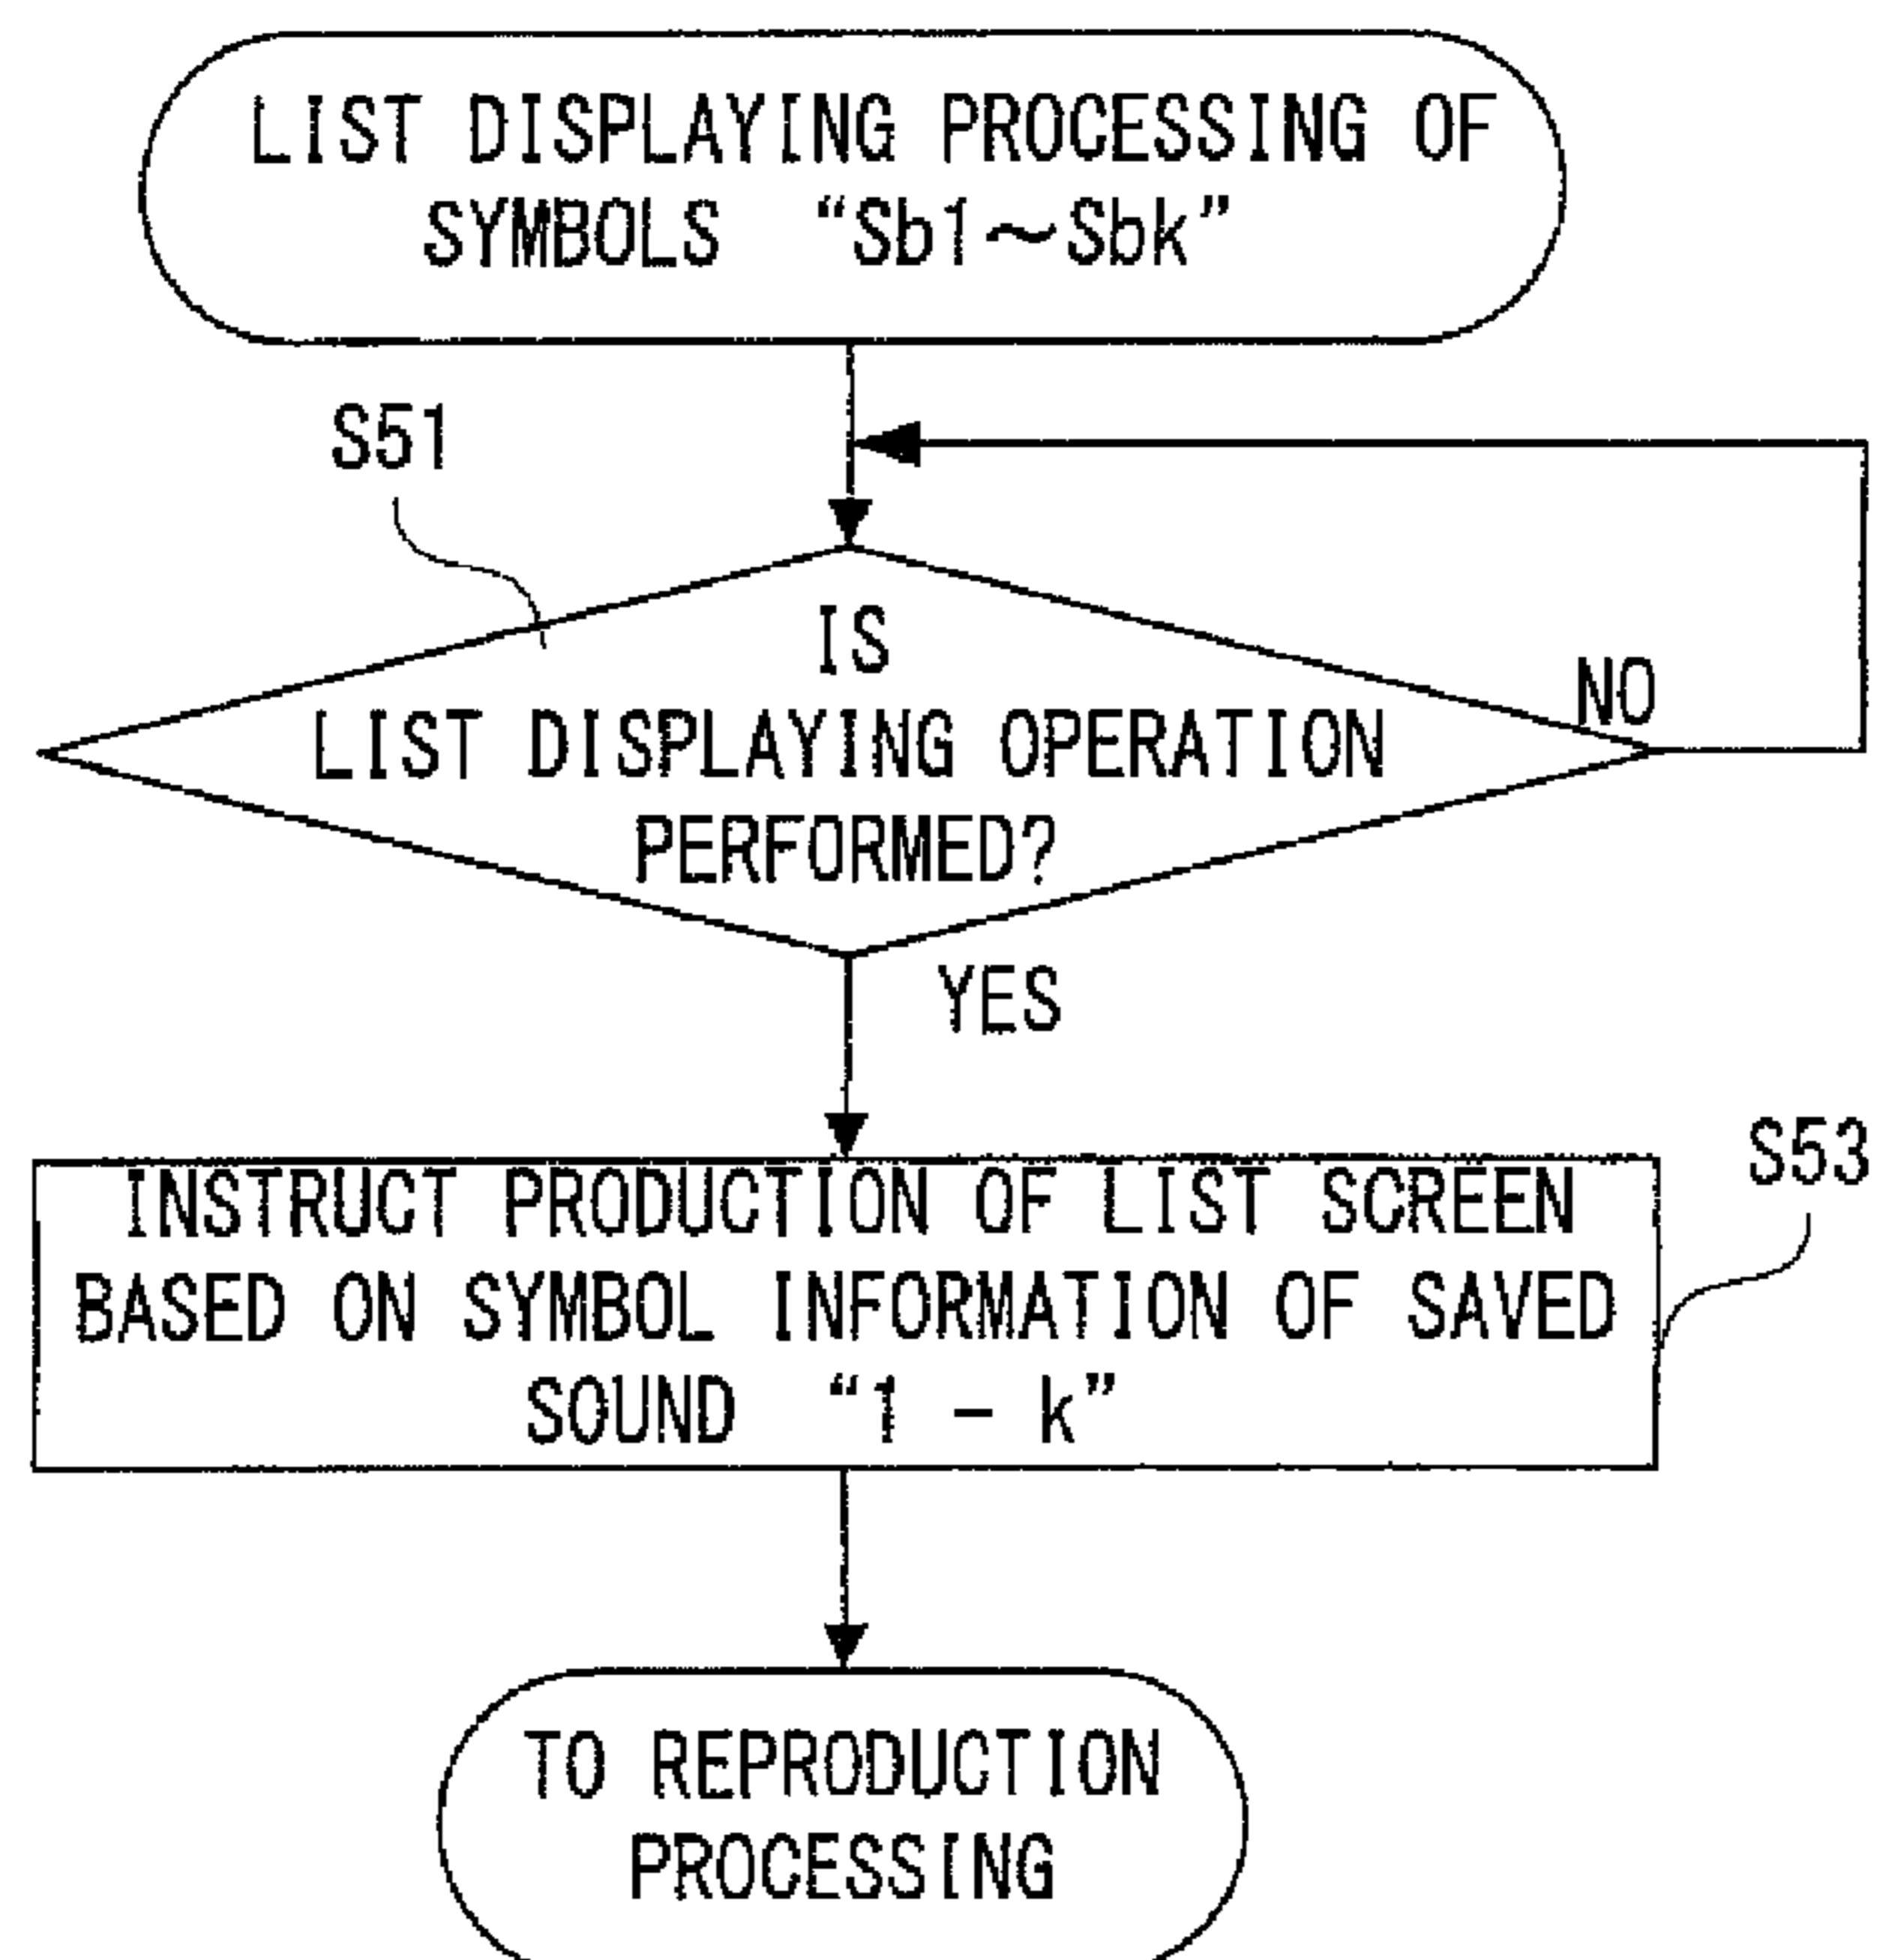 LIST DISPLAYING PROCESSING OF
SYMBOLS “Sb1～Sbk”
S51
IS
LIST DISPLAYING OPERATION
PERFORMED?
NO
YES
S53
INSTRUCT PRODUCTION OF LIST SCREEN
BASED ON SYMBOL INFORMATION OF SAVED
SOUND “1 - k”
TO REPRODUCTION
PROCESSING